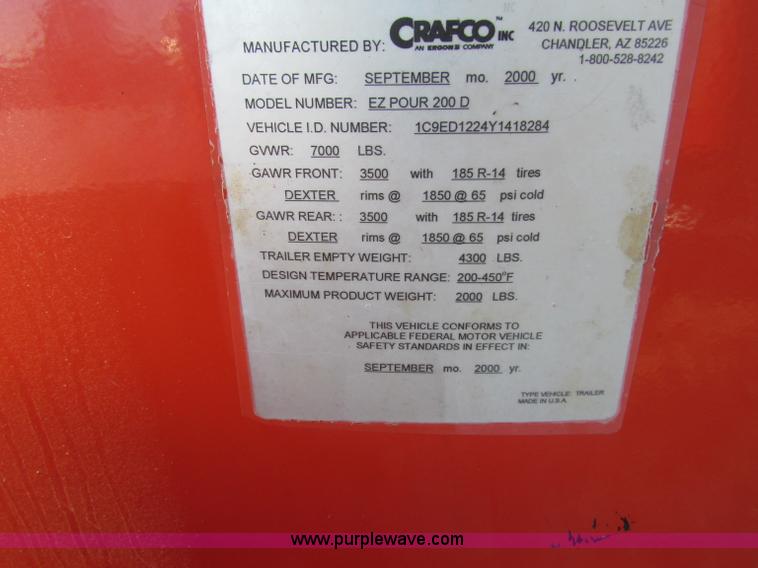 MANUFACTURED BY: CRAFCO™ INC 420 N. ROOSEVELT AVE
AN ERGON® COMPANY CHANDLER, AZ 85226
1-800-528-8242
DATE OF MFG: SEPTEMBER mo. 2000 yr.
MODEL NUMBER: EZ POUR 200 D
VEHICLE I.D. NUMBER: 1C9ED1224Y1418284
GVWR: 7000 LBS.
GAWR FRONT: 3500 with 185 R-14 tires
DEXTER rims @ 1850 @ 65 psi cold
GAWR REAR: : 3500 with 185 R-14 tires
DEXTER rims @ 1850 @ 65 psi cold
TRAILER EMPTY WEIGHT: 4300 LBS.
DESIGN TEMPERATURE RANGE: 200-450°F
MAXIMUM PRODUCT WEIGHT: 2000 LBS.
THIS VEHICLE CONFORMS TO
APPLICABLE FEDERAL MOTOR VEHICLE
SAFETY STANDARDS IN EFFECT IN:
SEPTEMBER mo. 2000 yr.
TYPE VEHICLE: TRAILER
MADE IN U.S.A.
www.purplewave.com